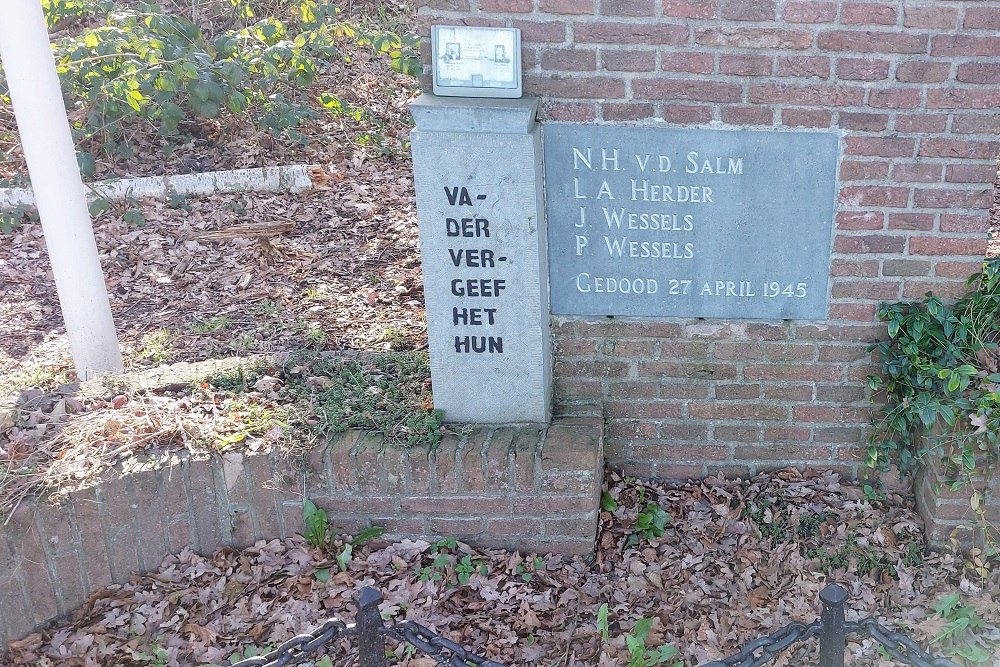 VA-
DER
VER-
GEEF
HET
HUN
N.H. V.D. SALM
L.A. HERDER
J. WESSELS
P. WESSELS
GEDOOD 27 APRIL 1945